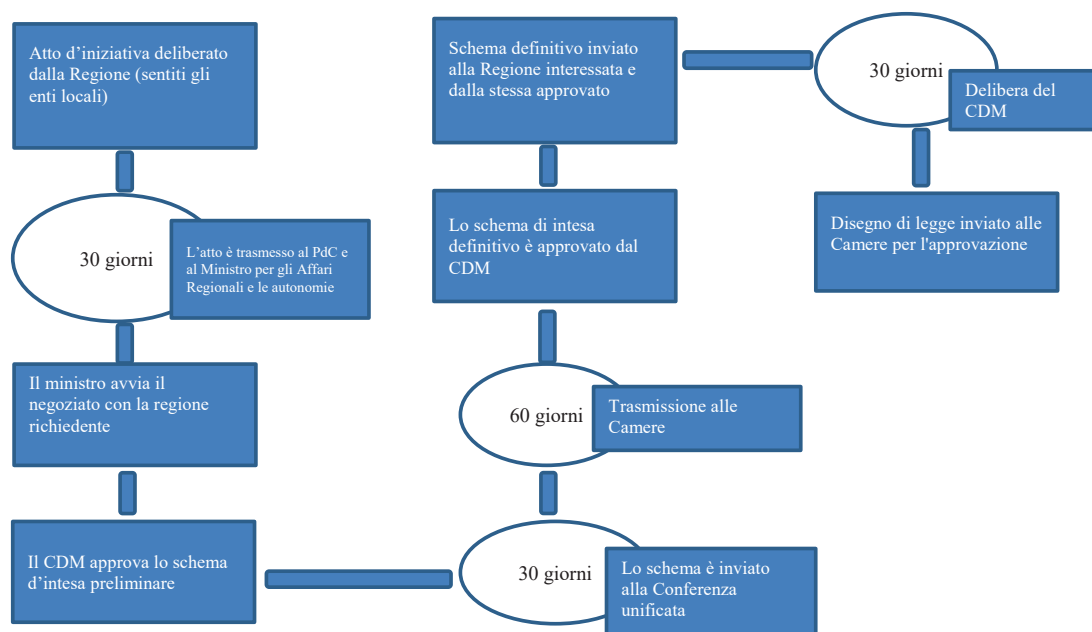 Atto d’iniziativa deliberato
dalla Regione (sentiti gli
enti locali)
30 giorni
L’atto è trasmesso al PdC e
al Ministro per gli Affari
Regionali e le autonomie
Il ministro avvia il
negoziato con la regione
richiedente
Il CDM approva lo schema
d’intesa preliminare
30 giorni
Lo schema è inviato
alla Conferenza
unificata
60 giorni
Trasmissione alle
Camere
Lo schema di intesa
definitivo è approvato dal
CDM
Schema definitivo inviato
alla Regione interessata e
dalla stessa approvato
30 giorni
Delibera del
CDM
Disegno di legge inviato alle
Camere per l'approvazione